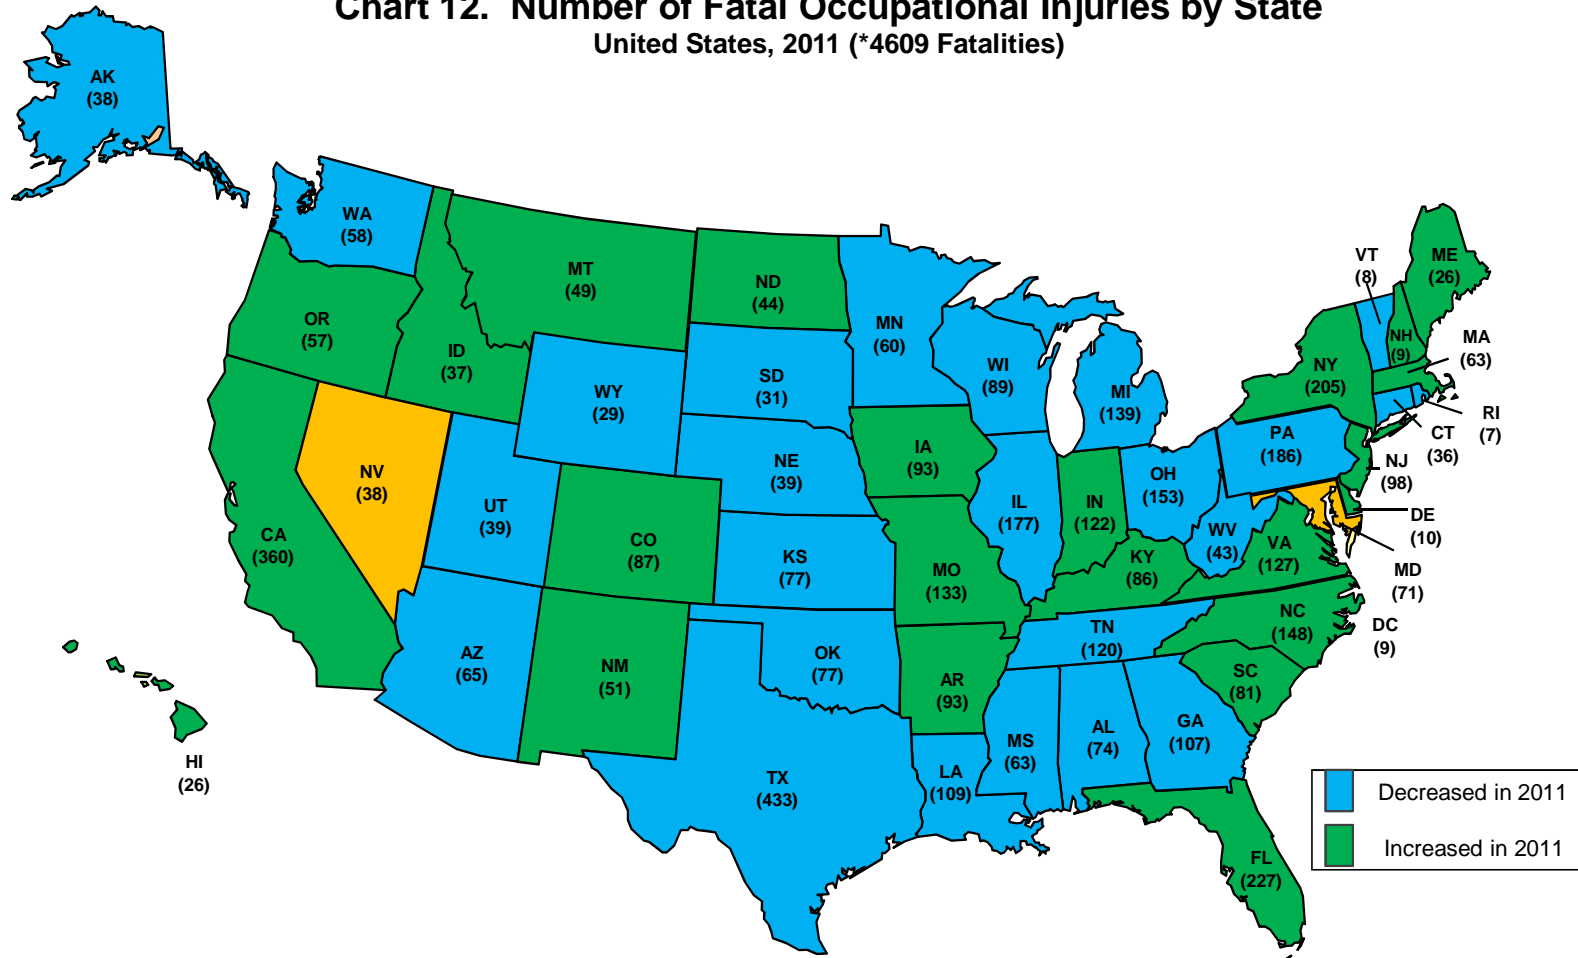 Chart 12. Number of Fatal Occupational Injuries by State
United States, 2011 (*4609 Fatalities)
AK
(38)
WA
(58)
MT
(49)
ND
(44)
MN
(60)
VT
(8)
ME
(26)
OR
(57)
ID
(37)
WY
(29)
SD
(31)
WI
(89)
MI
(139)
NY
(205)
NH
(9)
MA
(63)
RI
(7)
CT
(36)
NV
(38)
UT
(39)
NE
(39)
IA
(93)
IL
(177)
IN
(122)
OH
(153)
PA
(186)
NJ
(98)
DE
(10)
MD
(71)
DC
(9)
CA
(360)
CO
(87)
KS
(77)
MO
(133)
KY
(86)
WV
(43)
VA
(127)
AZ
(65)
NM
(51)
OK
(77)
AR
(93)
TN
(120)
NC
(148)
SC
(81)
HI
(26)
TX
(433)
LA
(109)
MS
(63)
AL
(74)
GA
(107)
FL
(227)
Decreased in 2011
Increased in 2011